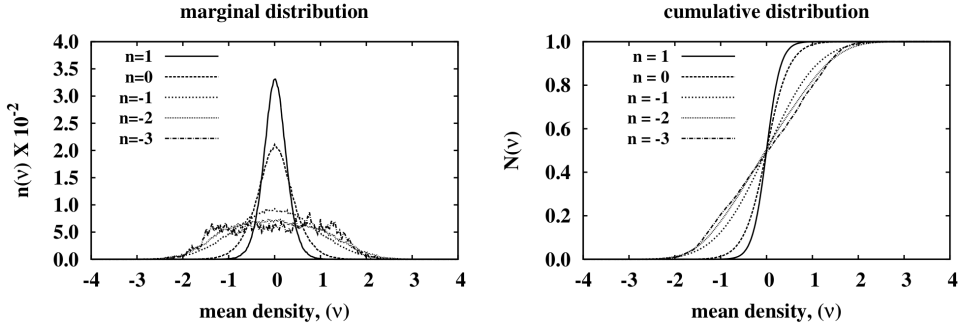 marginal distribution
n(ν) X 10⁻²
4.0
3.5
3.0
2.5
2.0
1.5
1.0
5.0
0.0
n=1
n=0
n=-1
n=-2
n=-3
-4 -3 -2 -1 0 1 2 3 4
mean density, (ν)
cumulative distribution
N(ν)
1.0
0.8
0.6
0.4
0.2
0.0
n = 1
n = 0
n = -1
n = -2
n = -3
-4 -3 -2 -1 0 1 2 3 4
mean density, (ν)